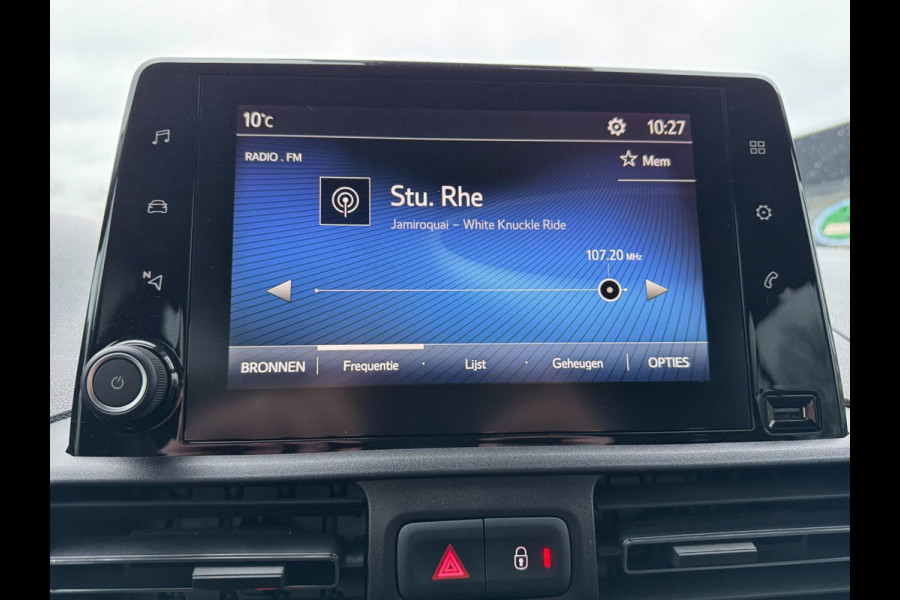 10°C 10:27
RADIO . FM Mem
Stu. Rhe
Jamiroquai – White Knuckle Ride
107.20 MHz
N
BRONNEN Frequentie Lijst Geheugen OPTIES